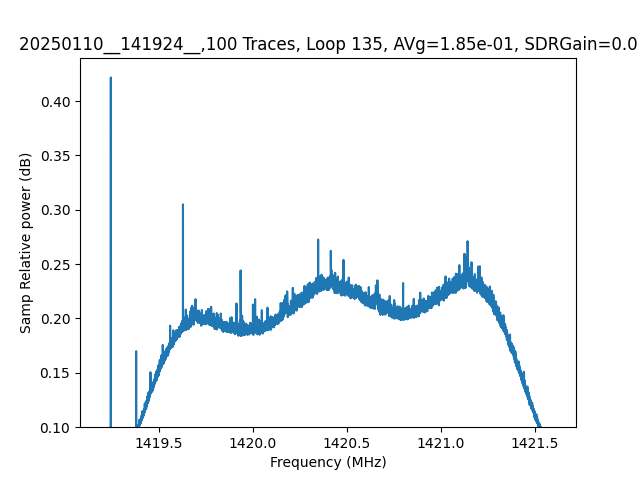 20250110__141924__,100 Traces, Loop 135, AVg=1.85e-01, SDRGain=0.0
0.40
0.35
0.30
0.25
0.20
0.15
0.10
Samp Relative power (dB)
1419.5 1420.0 1420.5 1421.0 1421.5
Frequency (MHz)